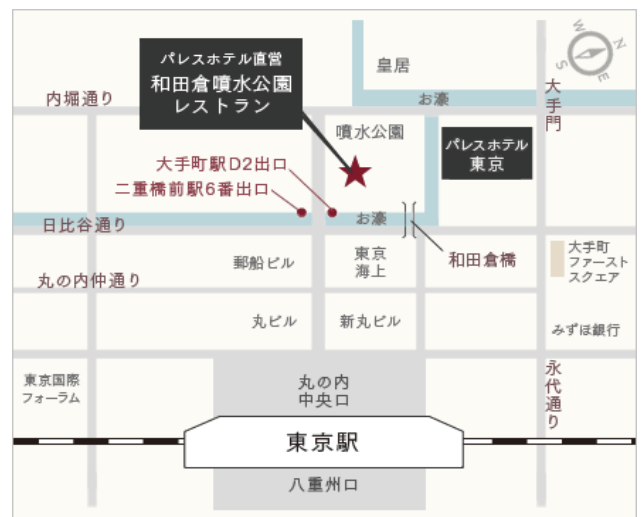 パレスホテル直営
和田倉噴水公園
レストラン
皇居
W
N
S
E
内堀通り
お濠
大手門
噴水公園
パレスホテル
東京
大手町駅D2出口
二重橋前駅6番出口
日比谷通り
お濠
和田倉橋
郵船ビル
東京
海上
大手町
ファースト
スクエア
丸の内仲通り
丸ビル
新丸ビル
みずほ銀行
東京国際
フォーラム
丸の内
中央口
永代通り
東京駅
八重州口